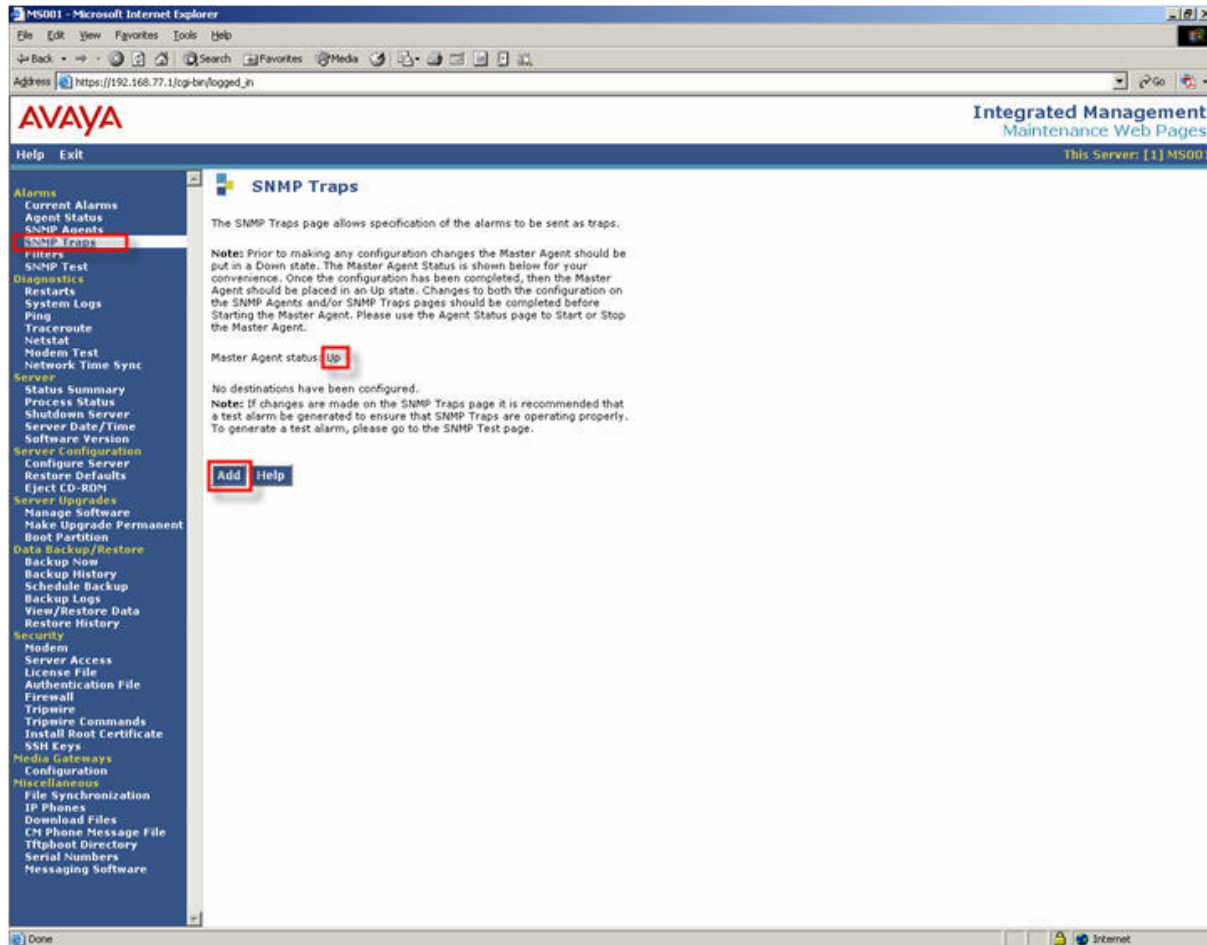 MS001 - Microsoft Internet Explorer
File Edit View Favorites Tools Help
Back Search Favorites Media
Address https://192.168.77.1/cgi-bin/logged_in Go
AVAYA
Integrated Management
Maintenance Web Pages
Help Exit
This Server: [1] MS001
Alarms
Current Alarms
Agent Status
SNMP Agents
SNMP Traps
Filters
SNMP Test
Diagnostics
Restarts
System Logs
Ping
Traceroute
Netstat
Modem Test
Network Time Sync
Server
Status Summary
Process Status
Shutdown Server
Server Date/Time
Software Version
Server Configuration
Configure Server
Restore Defaults
Eject CD-ROM
Server Upgrades
Manage Software
Make Upgrade Permanent
Boot Partition
Data Backup/Restore
Backup Now
Backup History
Schedule Backup
Backup Logs
View/Restore Data
Restore History
Security
Modem
Server Access
License File
Authentication File
Firewall
Tripwire
Tripwire Commands
Install Root Certificate
SSH Keys
Media Gateways
Configuration
Miscellaneous
File Synchronization
IP Phones
Download Files
CM Phone Message File
Tftpboot Directory
Serial Numbers
Messaging Software
SNMP Traps
The SNMP Traps page allows specification of the alarms to be sent as traps.
Note: Prior to making any configuration changes the Master Agent should be
put in a Down state. The Master Agent Status is shown below for your
convenience. Once the configuration has been completed, then the Master
Agent should be placed in an Up state. Changes to both the configuration on
the SNMP Agents and/or SNMP Traps pages should be completed before
Starting the Master Agent. Please use the Agent Status page to Start or Stop
the Master Agent.
Master Agent status: Up
No destinations have been configured.
Note: If changes are made on the SNMP Traps page it is recommended that
a test alarm be generated to ensure that SNMP Traps are operating properly.
To generate a test alarm, please go to the SNMP Test page.
Add Help
Done Internet